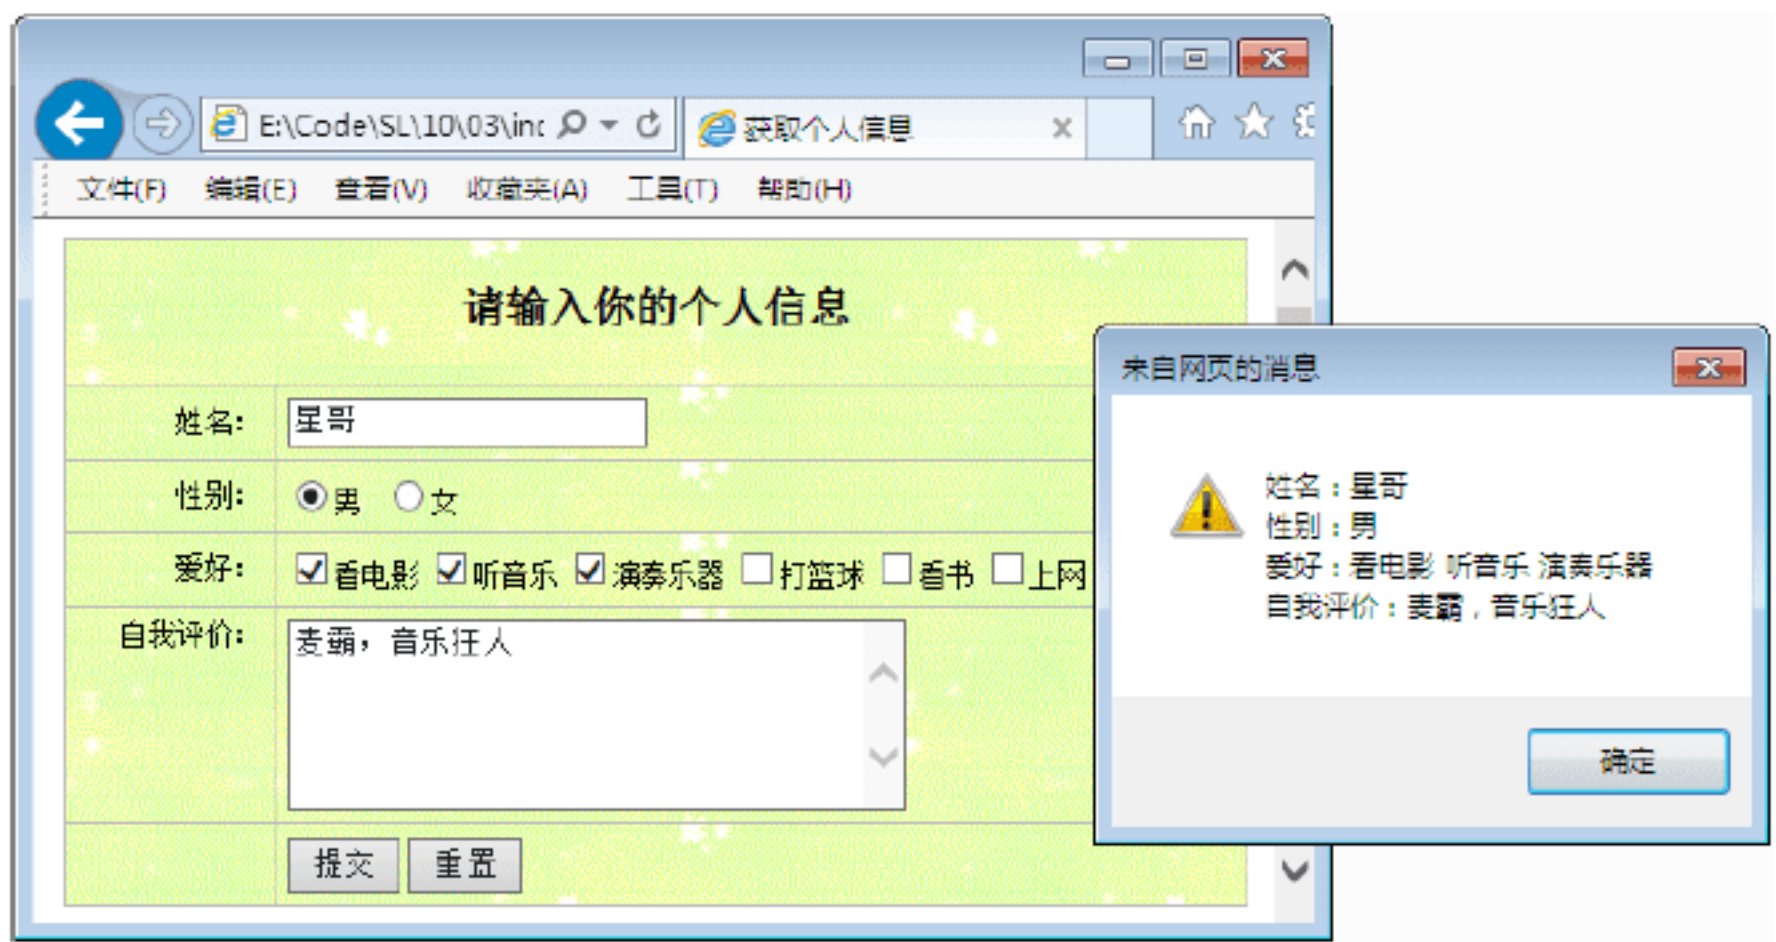 E:\Code\SL\10\03\inc
获取个人信息
文件(F) 编辑(E) 查看(V) 收藏夹(A) 工具(T) 帮助(H)
请输入你的个人信息
姓名: 星哥
性别: 男 女
爱好: 看电影 听音乐 演奏乐器 打篮球 看书 上网
自我评价: 麦霸，音乐狂人
提交 重置
来自网页的消息
姓名：星哥
性别：男
爱好：看电影 听音乐 演奏乐器
自我评价：麦霸，音乐狂人
确定